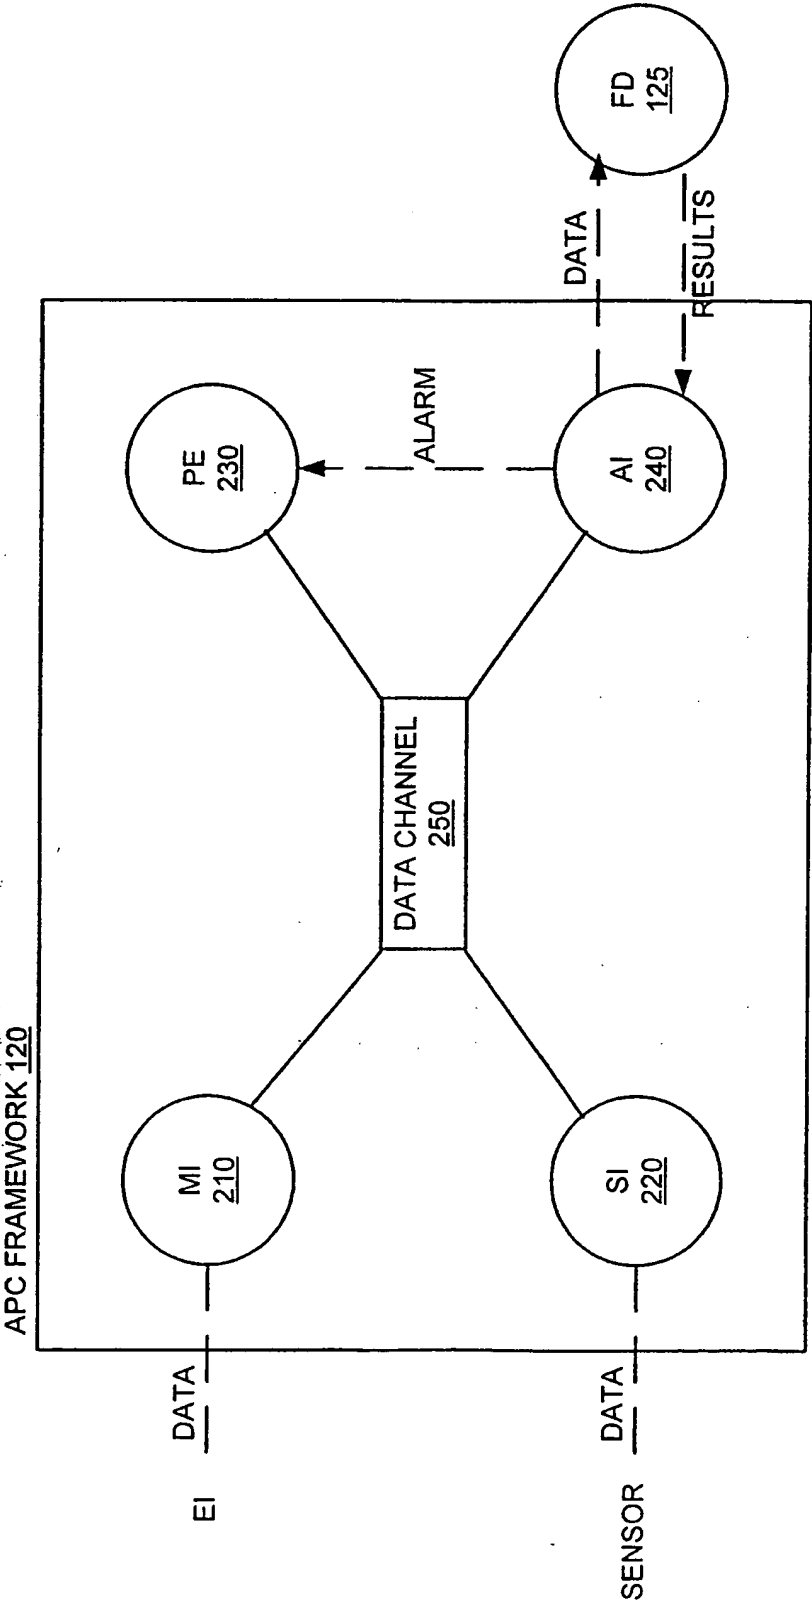 APC FRAMEWORK 120
EI
DATA
MI
210
PE
230
DATA CHANNEL
250
ALARM
SENSOR
DATA
SI
220
AI
240
DATA
RESULTS
FD
125